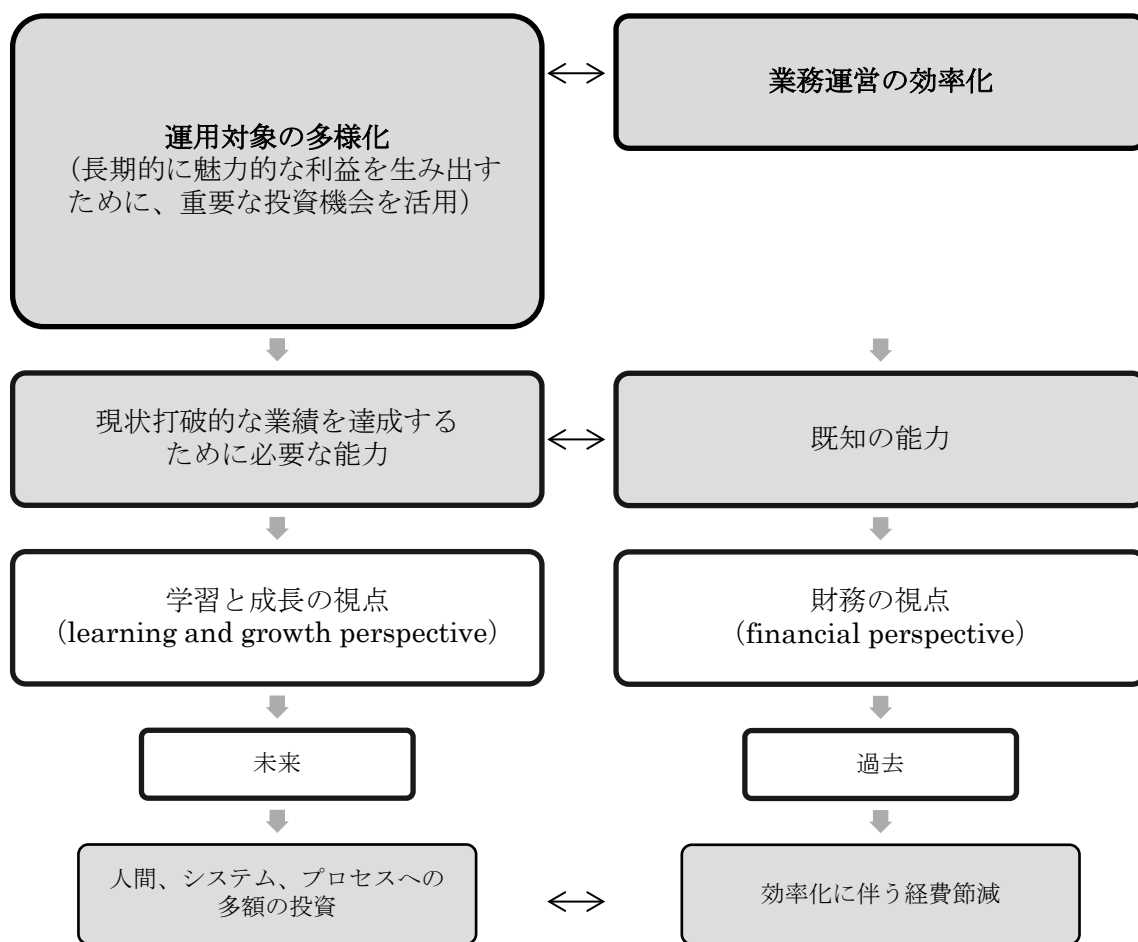 運用対象の多様化
（長期的に魅力的な利益を生み出す
ために、重要な投資機会を活用）
業務運営の効率化
現状打破的な業績を達成する
ために必要な能力
既知の能力
学習と成長の視点
（learning and growth perspective）
財務の視点
（financial perspective）
未来
過去
人間、システム、プロセスへの
多額の投資
効率化に伴う経費節減